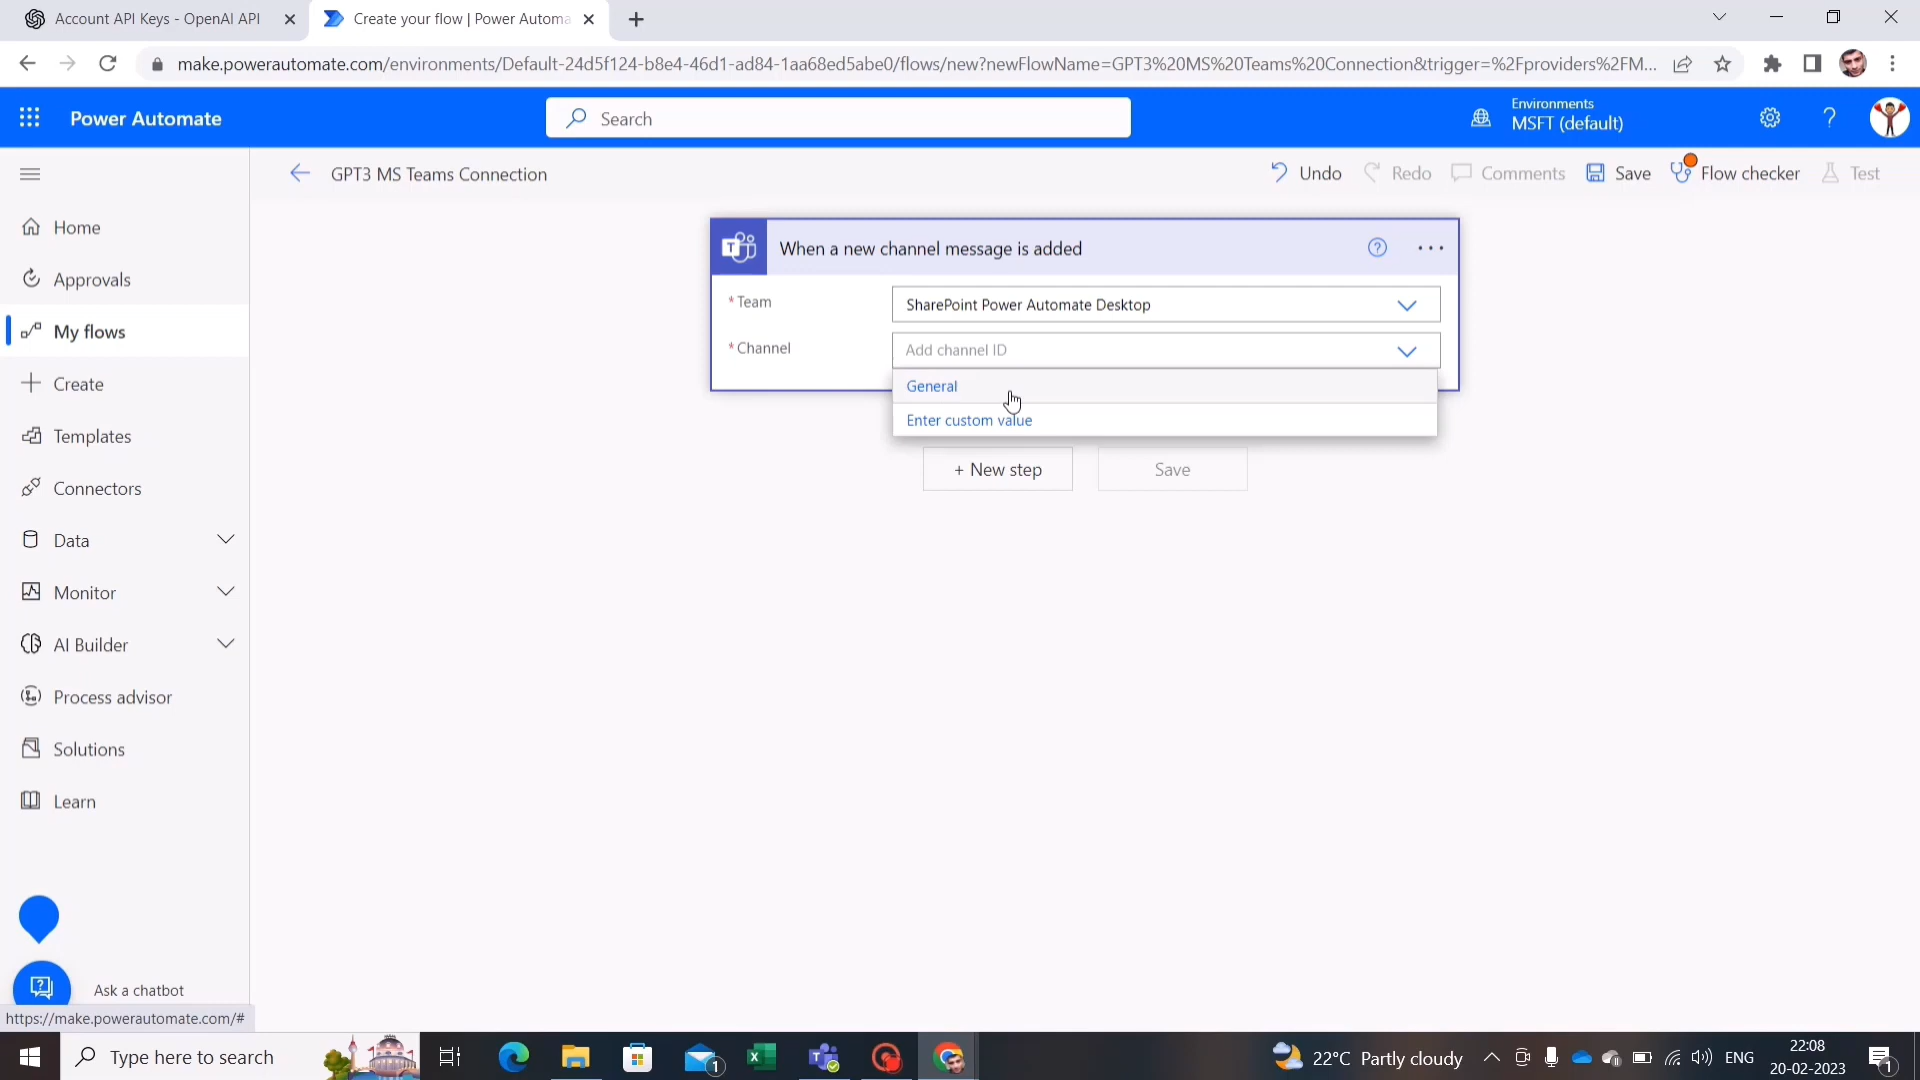 Account API Keys - OpenAI API
Create your flow | Power Automa
make.powerautomate.com/environments/Default-24d5f124-b8e4-46d1-ad84-1aa68ed5abe0/flows/new?newFlowName=GPT3%20MS%20Teams%20Connection&trigger=%2Fproviders%2FM...
Power Automate
Search
Environments
MSFT (default)
GPT3 MS Teams Connection
Undo
Redo
Comments
Save
Flow checker
Test
Home
Approvals
My flows
Create
Templates
Connectors
Data
Monitor
AI Builder
Process advisor
Solutions
Learn
Ask a chatbot
When a new channel message is added
* Team
SharePoint Power Automate Desktop
* Channel
Add channel ID
General
Enter custom value
+ New step
Save
https://make.powerautomate.com/#
Type here to search
1
22°C Partly cloudy
ENG
22:08
20-02-2023
1